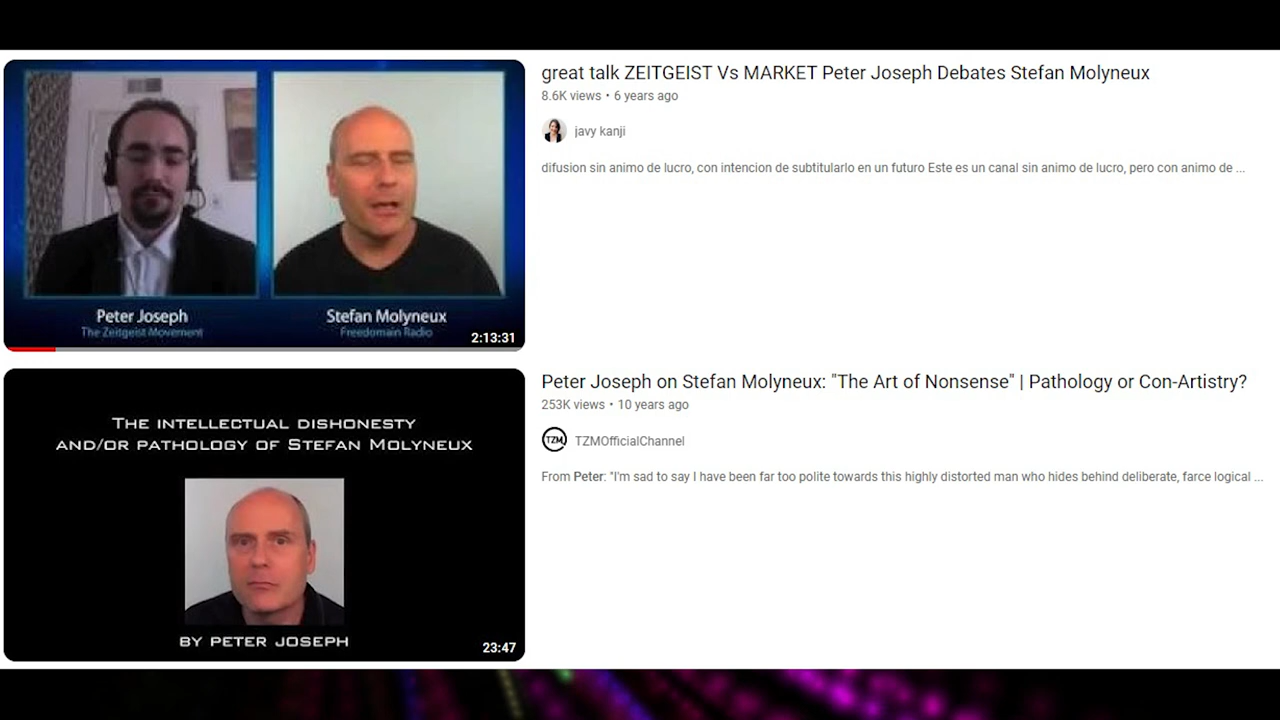 great talk ZEITGEIST Vs MARKET Peter Joseph Debates Stefan Molyneux
8.6K views • 6 years ago
javy kanji
difusion sin animo de lucro, con intencion de subtitularlo en un futuro Este es un canal sin animo de lucro, pero con animo de ...
Peter Joseph
The Zeitgeist Movement
Stefan Molyneux
Freedomain Radio
2:13:31
Peter Joseph on Stefan Molyneux: "The Art of Nonsense" | Pathology or Con-Artistry?
253K views • 10 years ago
TZM
TZMOfficialChannel
From Peter: "I'm sad to say I have been far too polite towards this highly distorted man who hides behind deliberate, farce logical ...
THE INTELLECTUAL DISHONESTY
AND/OR PATHOLOGY OF STEFAN MOLYNEUX
BY PETER JOSEPH
23:47